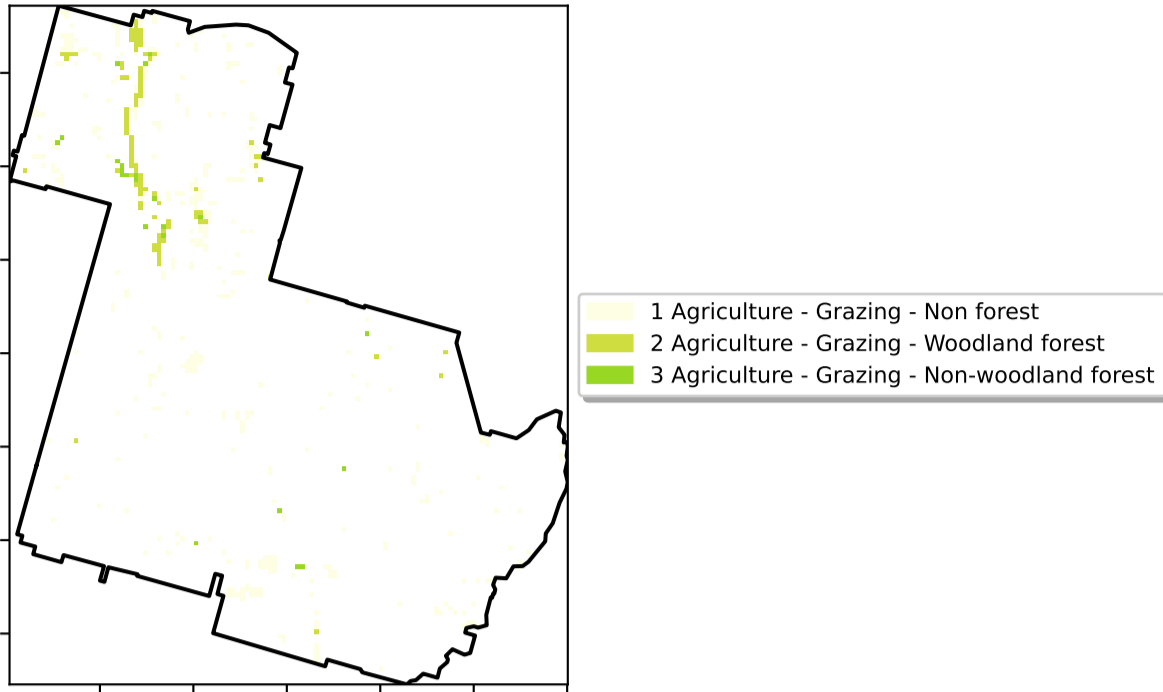 1 Agriculture - Grazing - Non forest
2 Agriculture - Grazing - Woodland forest
3 Agriculture - Grazing - Non-woodland forest